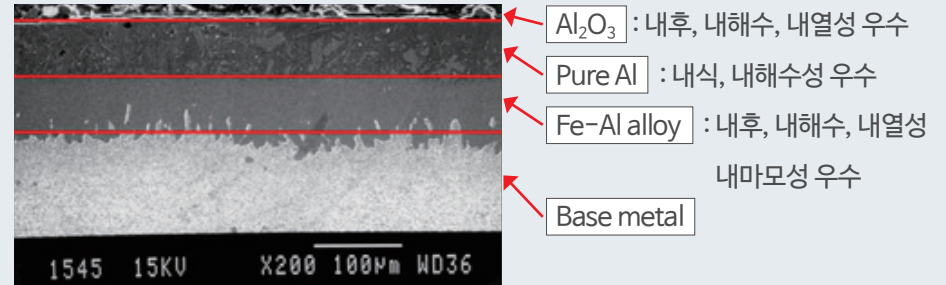 Al₂O₃ : 내후, 내해수, 내열성 우수
Pure Al : 내식, 내해수성 우수
Fe-Al alloy : 내후, 내해수, 내열성
내마모성 우수
Base metal
1545 15KV X200 100µm WD36